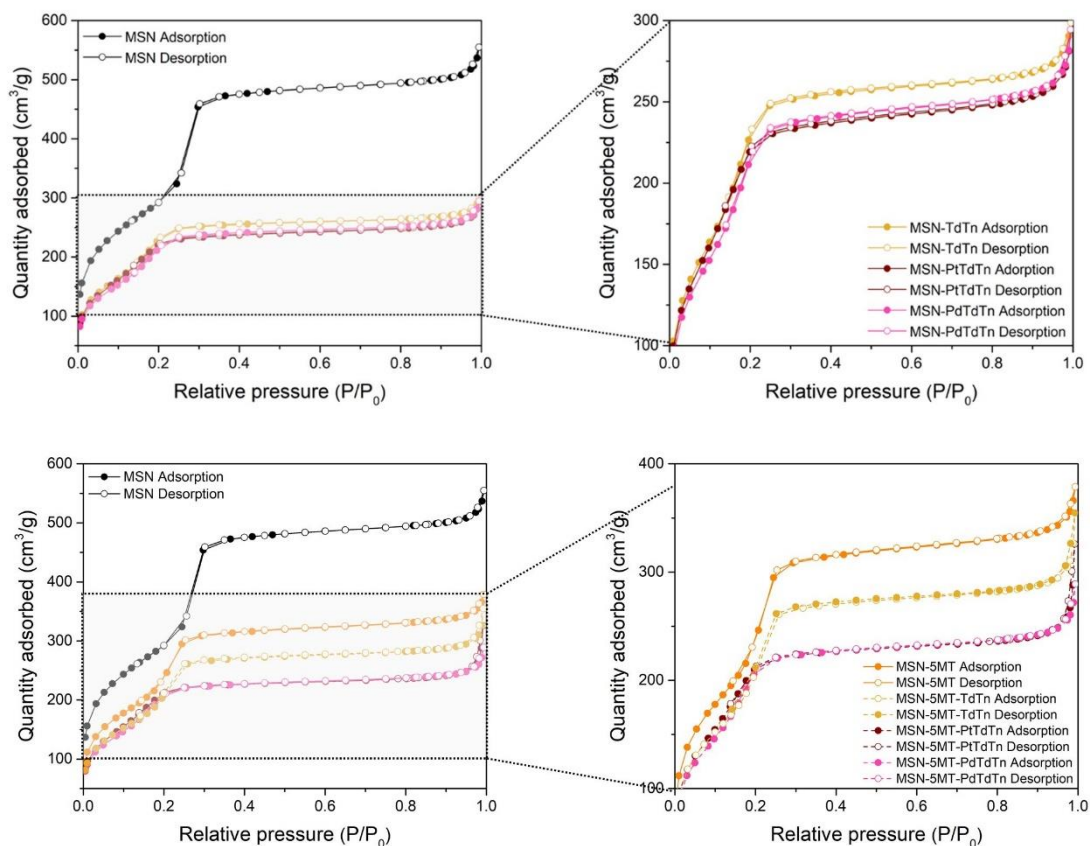 600
500
400
300
200
100
Quantity adsorbed (cm³/g)
MSN Adsorption
MSN Desorption
0.0 0.2 0.4 0.6 0.8 1.0
Relative pressure (P/P₀)
300
250
200
150
100
Quantity adsorbed (cm³/g)
MSN-TdTn Adsorption
MSN-TdTn Desorption
MSN-PtTdTn Adorption
MSN-PtTdTn Desorption
MSN-PdTdTn Adsorption
MSN-PdTdTn Desorption
0.0 0.2 0.4 0.6 0.8 1.0
Relative pressure (P/P₀)
600
500
400
300
200
100
Quantity adsorbed (cm³/g)
MSN Adsorption
MSN Desorption
0.0 0.2 0.4 0.6 0.8 1.0
Relative pressure (P/P₀)
400
300
200
100
Quantity adsorbed (cm³/g)
MSN-5MT Adsorption
MSN-5MT Desorption
MSN-5MT-TdTn Adsorption
MSN-5MT-TdTn Desorption
MSN-5MT-PtTdTn Adsorption
MSN-5MT-PtTdTn Desorption
MSN-5MT-PdTdTn Adsorption
MSN-5MT-PdTdTn Desorption
0.0 0.2 0.4 0.6 0.8 1.0
Relative pressure (P/P₀)